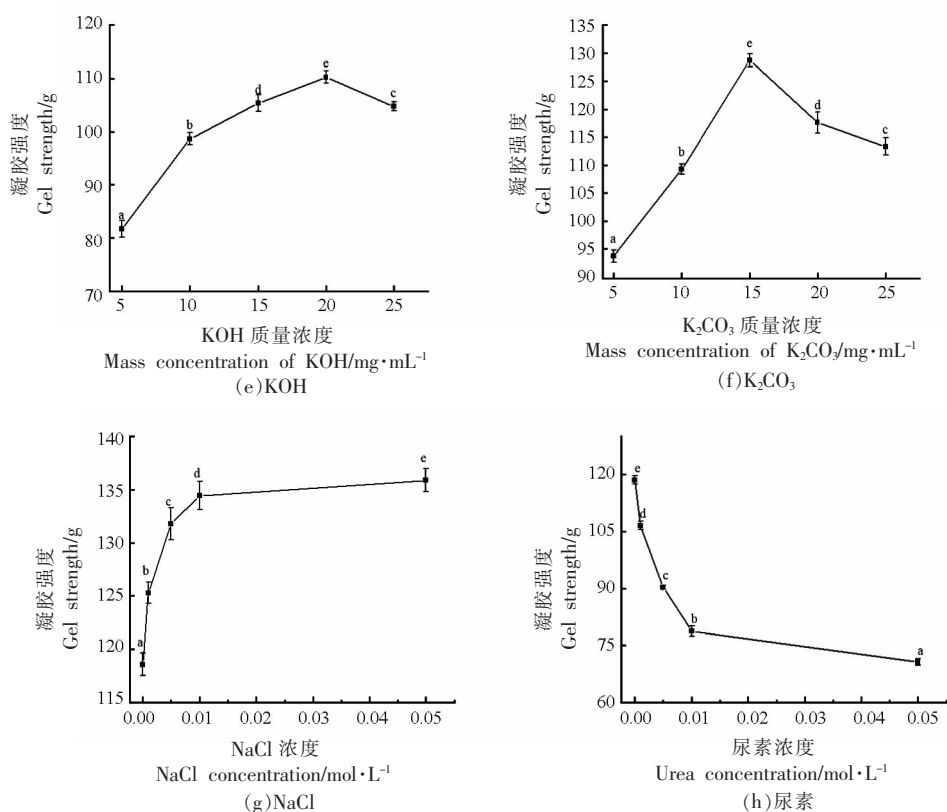 120
110
100
90
80
70
凝胶强度
Gel strength/g
a
b
d
e
c
5
10
15
20
25
KOH 质量浓度
Mass concentration of KOH/mg·mL⁻¹
(e)KOH
135
130
125
120
115
110
105
100
95
90
凝胶强度
Gel strength/g
a
b
e
d
c
5
10
15
20
25
K₂CO₃ 质量浓度
Mass concentration of K₂CO₃/mg·mL⁻¹
(f)K₂CO₃
140
135
130
125
120
115
凝胶强度
Gel strength/g
a
b
c
d
e
0.00
0.01
0.02
0.03
0.04
0.05
NaCl 浓度
NaCl concentration/mol·L⁻¹
(g)NaCl
120
105
90
75
60
凝胶强度
Gel strength/g
e
d
c
b
a
0.00
0.01
0.02
0.03
0.04
0.05
尿素浓度
Urea concentration/mol·L⁻¹
(h)尿素